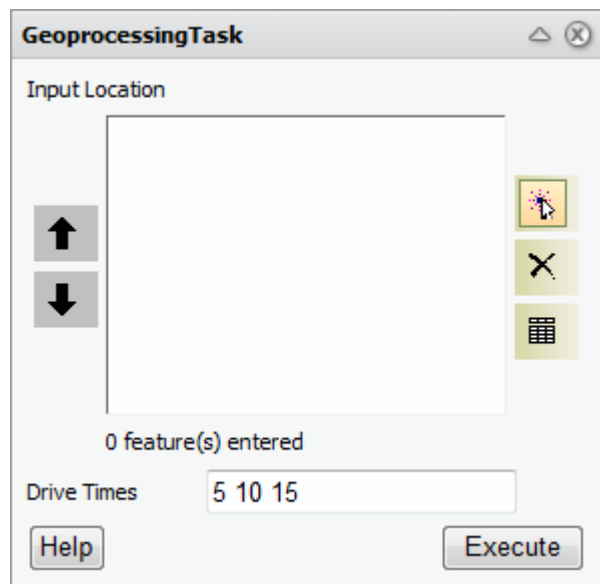 GeoprocessingTask
Input Location
0 feature(s) entered
Drive Times 5 10 15
Help Execute